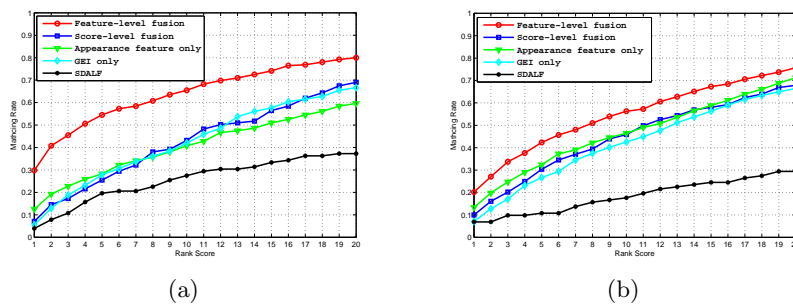 1
0.9
0.8
0.7
0.6
0.5
0.4
0.3
0.2
0.1
0
Matncing Rate
Feature-level fusion
Score-level fusion
Appearance feature only
GEI only
SDALF
1 2 3 4 5 6 7 8 9 10 11 12 13 14 15 16 17 18 19 20
Rank Score
(a)
1
0.9
0.8
0.7
0.6
0.5
0.4
0.3
0.2
0.1
0
Matncing Rate
Feature-level fusion
Score-level fusion
Appearance feature only
GEI only
SDALF
1 2 3 4 5 6 7 8 9 10 11 12 13 14 15 16 17 18 19
Rank Score
(b)